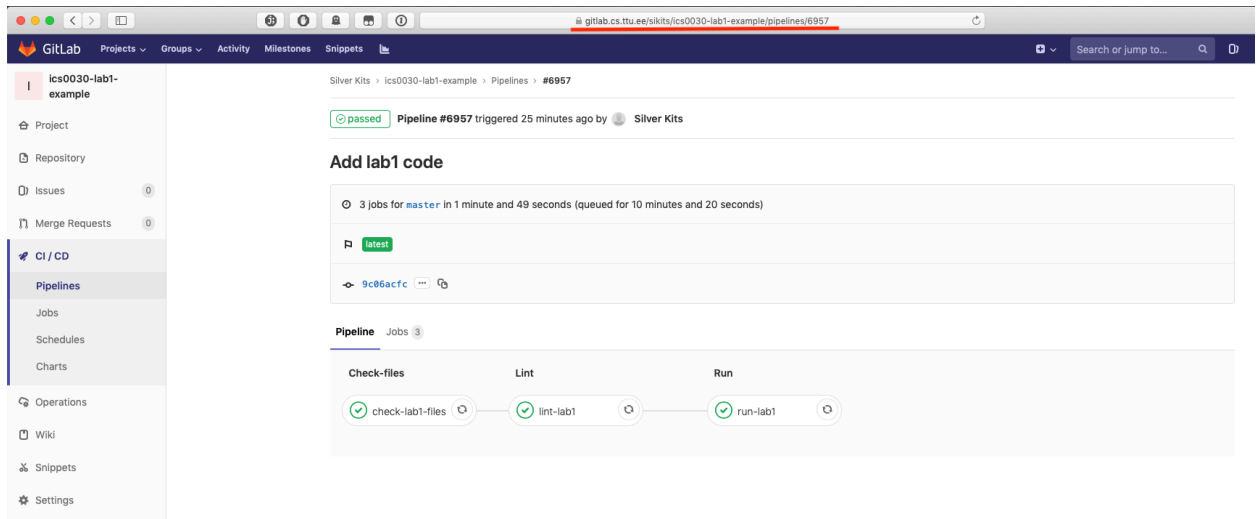 gitlab.cs.ttu.ee/sikits/ics0030-lab1-example/pipelines/6957
GitLab Projects Groups Activity Milestones Snippets Search or jump to...
I ics0030-lab1-example
Project
Repository
Issues 0
Merge Requests 0
CI / CD
Pipelines
Jobs
Schedules
Charts
Operations
Wiki
Snippets
Settings
Silver Kits > ics0030-lab1-example > Pipelines > #6957
passed Pipeline #6957 triggered 25 minutes ago by Silver Kits
Add lab1 code
3 jobs for master in 1 minute and 49 seconds (queued for 10 minutes and 20 seconds)
latest
9c06acfc ...
Pipeline Jobs 3
Check-files Lint Run
check-lab1-files lint-lab1 run-lab1